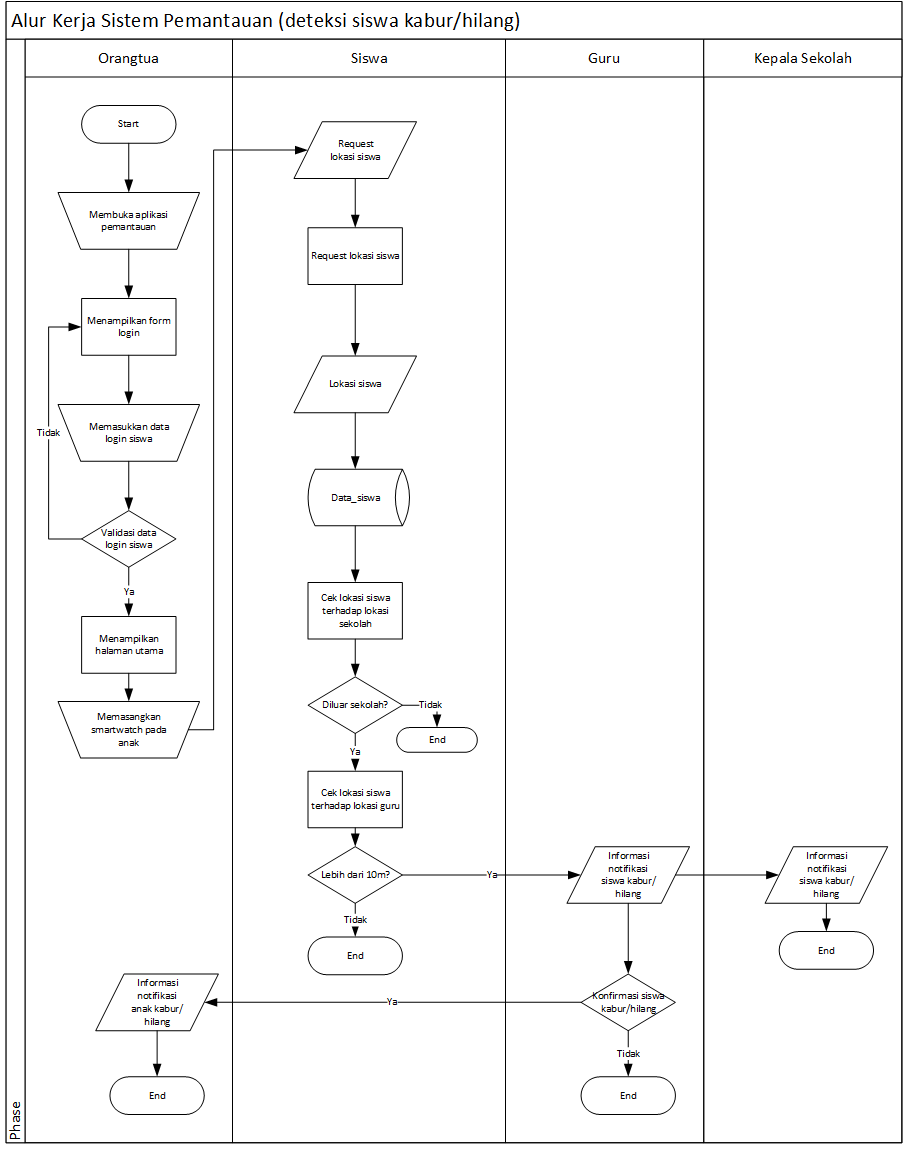 Alur Kerja Sistem Pemantauan (deteksi siswa kabur/hilang)
Orangtua
Siswa
Guru
Kepala Sekolah
Start
Membuka aplikasi
pemantauan
Menampilkan form
login
Memasukkan data
login siswa
Tidak
Validasi data
login siswa
Ya
Menampilkan
halaman utama
Memasangkan
smartwatch pada
anak
Request
lokasi siswa
Request lokasi siswa
Lokasi siswa
Data_siswa
Cek lokasi siswa
terhadap lokasi
sekolah
Diluar sekolah?
Tidak
End
Ya
Cek lokasi siswa
terhadap lokasi guru
Lebih dari 10m?
Ya
Tidak
End
Informasi
notifikasi
siswa kabur/
hilang
Informasi
notifikasi
siswa kabur/
hilang
End
Konfirmasi siswa
kabur/hilang
Ya
Tidak
End
Informasi
notifikasi
anak kabur/
hilang
End
Phase